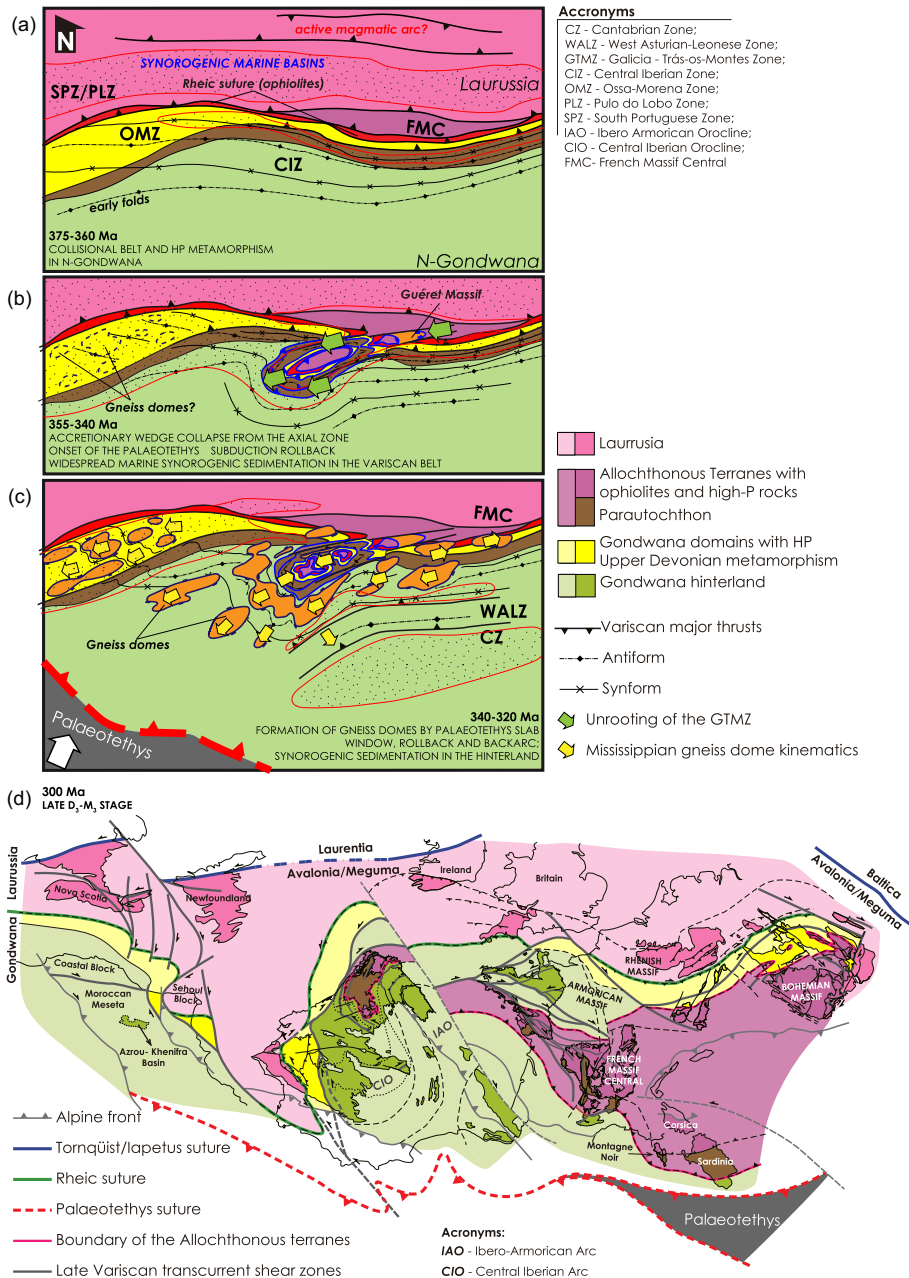 (a)
N
active magmatic arc?
SYNOROGENIC MARINE BASINS
Rheic suture (ophiolites)
Laurussia
SPZ/PLZ
OMZ
FMC
CIZ
early folds
375-360 Ma
COLLISIONAL BELT AND HP METAMORPHISM
IN N-GONDWANA
N-Gondwana
Accronyms
CZ - Cantabrian Zone;
WALZ - West Asturian-Leonese Zone;
GTMZ - Galicia - Trás-os-Montes Zone;
CIZ - Central Iberian Zone;
OMZ - Ossa-Morena Zone;
PLZ - Pulo do Lobo Zone;
SPZ - South Portuguese Zone;
IAO - Ibero Armorican Orocline;
CIO - Central Iberian Orocline;
FMC- French Massif Central
(b)
Guéret Massif
Gneiss domes?
355-340 Ma
ACCRETIONARY WEDGE COLLAPSE FROM THE AXIAL ZONE
ONSET OF THE PALAEOTETHYS SUBDUCTION ROLLBACK
WIDESPREAD MARINE SYNOROGENIC SEDIMENTATION IN THE VARISCAN BELT
(c)
FMC
WALZ
CZ
Gneiss domes
Palaeotethys
340-320 Ma
FORMATION OF GNEISS DOMES BY PALAEOTETHYS SLAB
WINDOW, ROLLBACK AND BACKARC;
SYNOROGENIC SEDIMENTATION IN THE HINTERLAND
Laurrusia
Allochthonous Terranes with
ophiolites and high-P rocks
Parautochthon
Gondwana domains with HP
Upper Devonian metamorphism
Gondwana hinterland
Variscan major thrusts
Antiform
Synform
Unrooting of the GTMZ
Mississippian gneiss dome kinematics
(d)
300 Ma
LATE D3-M3 STAGE
Laurussia
Gondwana
Laurentia
Avalonia/Meguma
Baltica
Avalonia/Meguma
Nova Scotia
Newfoundland
Ireland
Britain
Coastal Block
Moroccan
Meseta
Sehoul
Block
Azrou- Khenifra
Basin
RHENISH
MASSIF
BOHEMIAN
MASSIF
ARMORICAN
MASSIF
IAO
CIO
FRENCH
MASSIF
CENTRAL
Corsica
Montagne
Noir
Sardinia
Palaeotethys
Alpine front
Tornqüist/Iapetus suture
Rheic suture
Palaeotethys suture
Boundary of the Allochthonous terranes
Late Variscan transcurrent shear zones
Acronyms:
IAO - Ibero-Armorican Arc
CIO - Central Iberian Arc